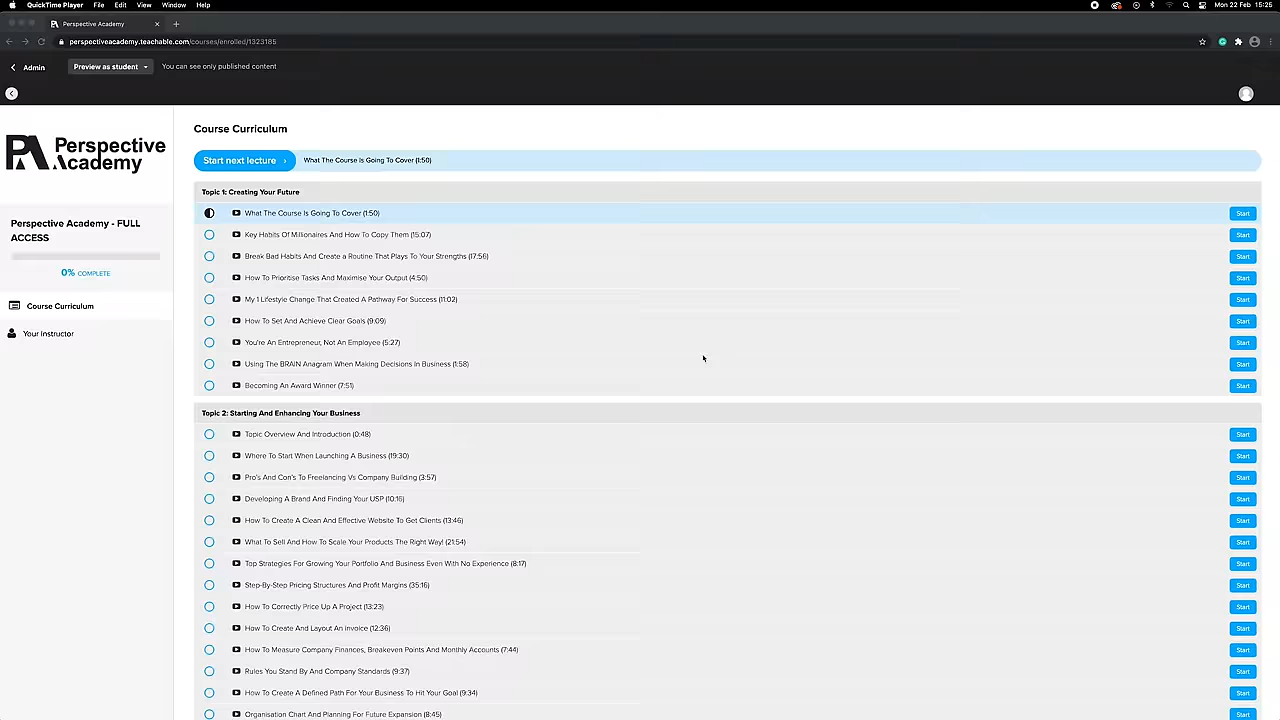 QuickTime Player File Edit View Window Help Mon 22 Feb 15:25
Perspective Academy
perspectiveacademy.teachable.com/courses/enrolled/1323185
Admin Preview as student You can see only published content
Perspective Academy
Perspective Academy - FULL ACCESS
0% COMPLETE
Course Curriculum
Your Instructor
Course Curriculum
Start next lecture › What The Course Is Going To Cover (1:50)
Topic 1: Creating Your Future
What The Course Is Going To Cover (1:50) Start
Key Habits Of Millionaires And How To Copy Them (15:07) Start
Break Bad Habits And Create a Routine That Plays To Your Strengths (17:56) Start
How To Prioritise Tasks And Maximise Your Output (4:50) Start
My 1 Lifestyle Change That Created A Pathway For Success (11:02) Start
How To Set And Achieve Clear Goals (9:09) Start
You're An Entrepreneur, Not An Employee (5:27) Start
Using The BRAIN Anagram When Making Decisions In Business (1:58) Start
Becoming An Award Winner (7:51) Start
Topic 2: Starting And Enhancing Your Business
Topic Overview And Introduction (0:48) Start
Where To Start When Launching A Business (19:30) Start
Pro's And Con's To Freelancing Vs Company Building (3:57) Start
Developing A Brand And Finding Your USP (10:16) Start
How To Create A Clean And Effective Website To Get Clients (13:46) Start
What To Sell And How To Scale Your Products The Right Way! (21:54) Start
Top Strategies For Growing Your Portfolio And Business Even With No Experience (8:17) Start
Step-By-Step Pricing Structures And Profit Margins (35:16) Start
How To Correctly Price Up A Project (13:23) Start
How To Create And Layout An Invoice (12:36) Start
How To Measure Company Finances, Breakeven Points And Monthly Accounts (7:44) Start
Rules You Stand By And Company Standards (9:37) Start
How To Create A Defined Path For Your Business To Hit Your Goal (9:34) Start
Organisation Chart And Planning For Future Expansion (8:45) Start